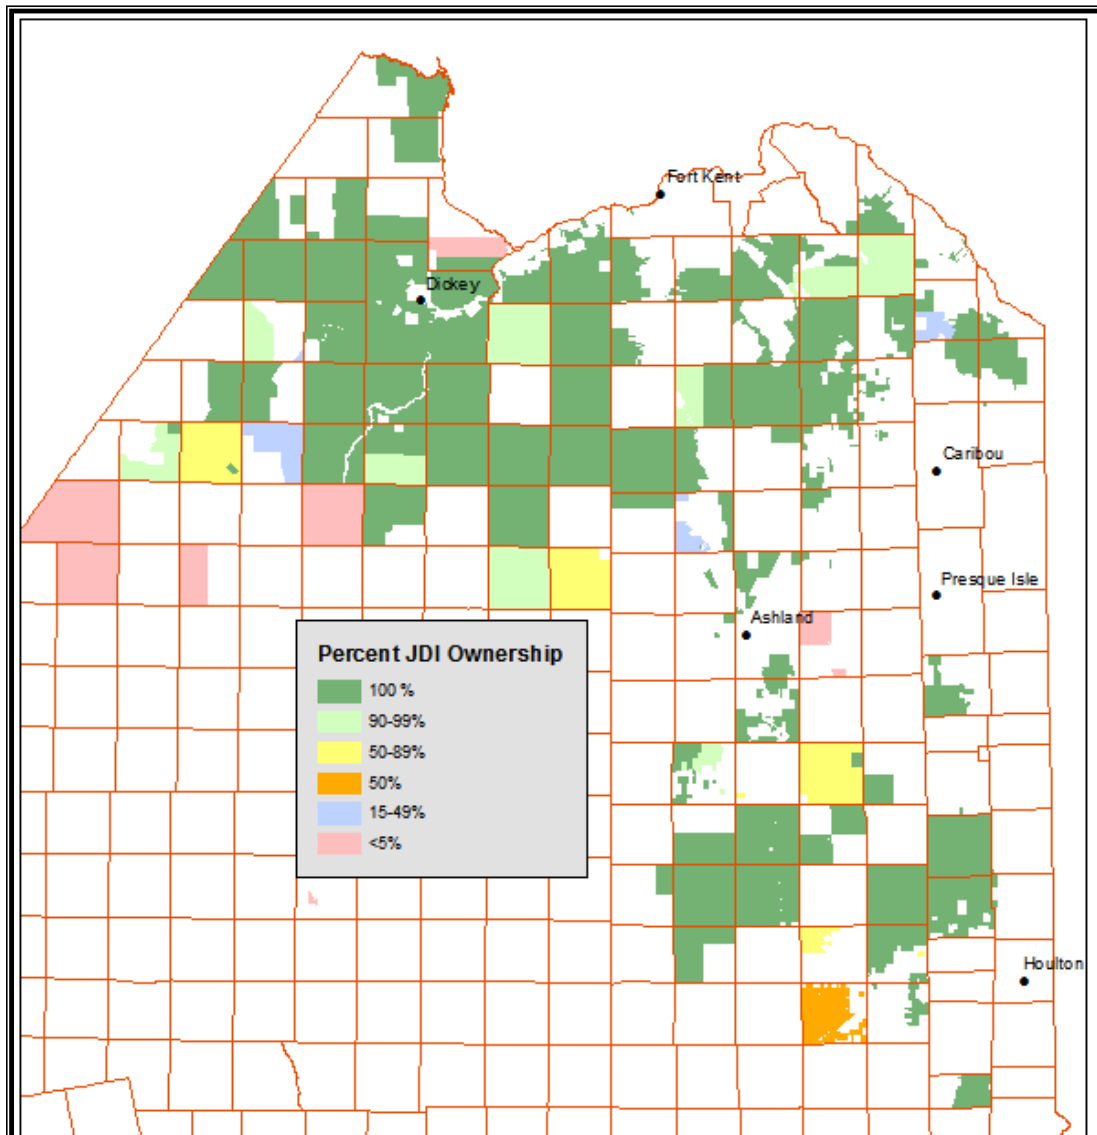 Fort Kent
Dickey
Caribou
Presque Isle
Ashland
Percent JDI Ownership
100 %
90-99%
50-89%
50%
15-49%
<5%
Houlton